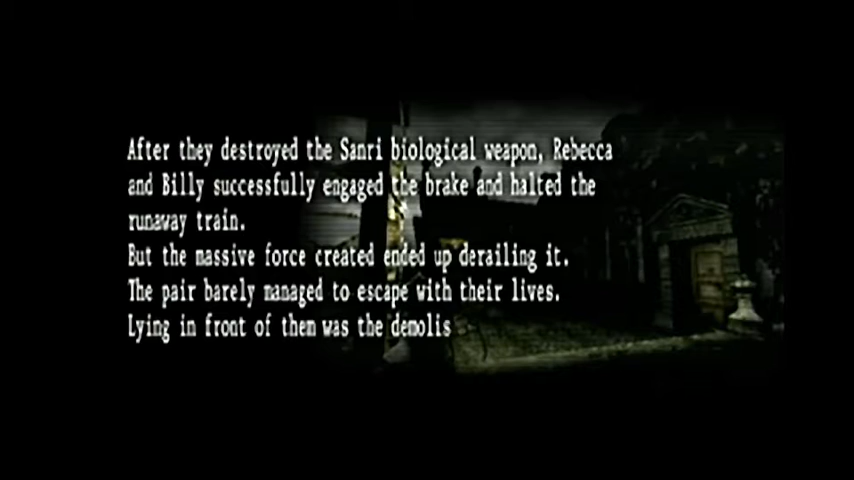 After they destroyed the Sanri biological weapon, Rebecca
and Billy successfully engaged the brake and halted the
runaway train.
But the massive force created ended up derailing it.
The pair barely managed to escape with their lives.
Lying in front of them was the demolis